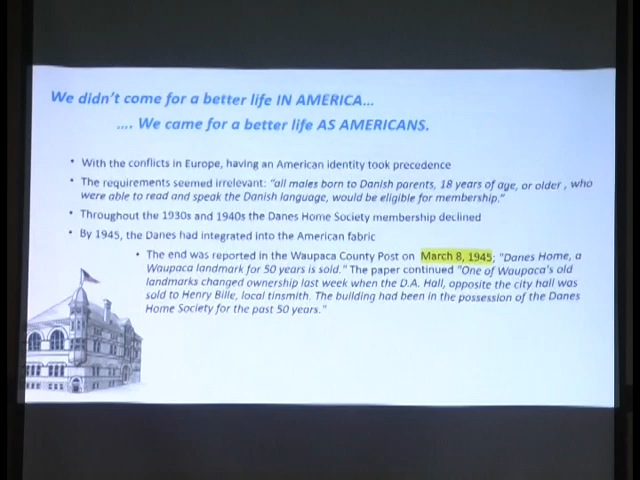 We didn't come for a better life IN AMERICA...
.... We came for a better life AS AMERICANS.
• With the conflicts in Europe, having an American identity took precedence
• The requirements seemed irrelevant: "all males born to Danish parents, 18 years of age, or older , who
were able to read and speak the Danish language, would be eligible for membership."
• Throughout the 1930s and 1940s the Danes Home Society membership declined
• By 1945, the Danes had integrated into the American fabric
• The end was reported in the Waupaca County Post on March 8, 1945; "Danes Home, a
Waupaca landmark for 50 years is sold." The paper continued "One of Waupaca's old
landmarks changed ownership last week when the D.A. Hall, opposite the city hall was
sold to Henry Bille, local tinsmith. The building had been in the possession of the Danes
Home Society for the past 50 years."